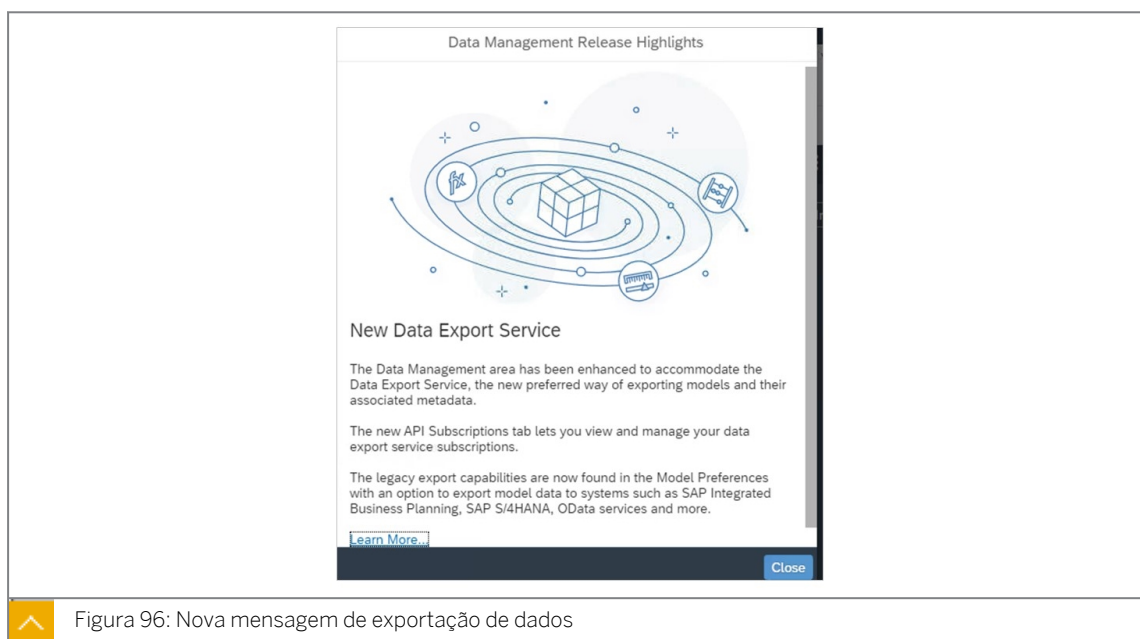 Data Management Release Highlights
fx
New Data Export Service
The Data Management area has been enhanced to accommodate the
Data Export Service, the new preferred way of exporting models and their
associated metadata.
The new API Subscriptions tab lets you view and manage your data
export service subscriptions.
The legacy export capabilities are now found in the Model Preferences
with an option to export model data to systems such as SAP Integrated
Business Planning, SAP S/4HANA, OData services and more.
Learn More...
Close
Figura 96: Nova mensagem de exportação de dados